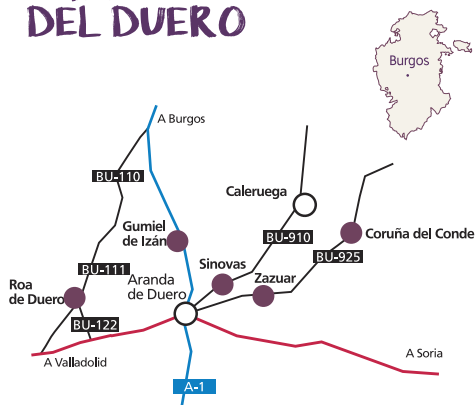 DEL DUERO
Burgos
A Burgos
BU-110
Caleruega
Gumiel
de Izán
BU-910
Coruña del Conde
BU-925
Sinovas
Zazuar
BU-111
Aranda
de Duero
Roa
de Duero
BU-122
A Valladolid
A Soria
A-1